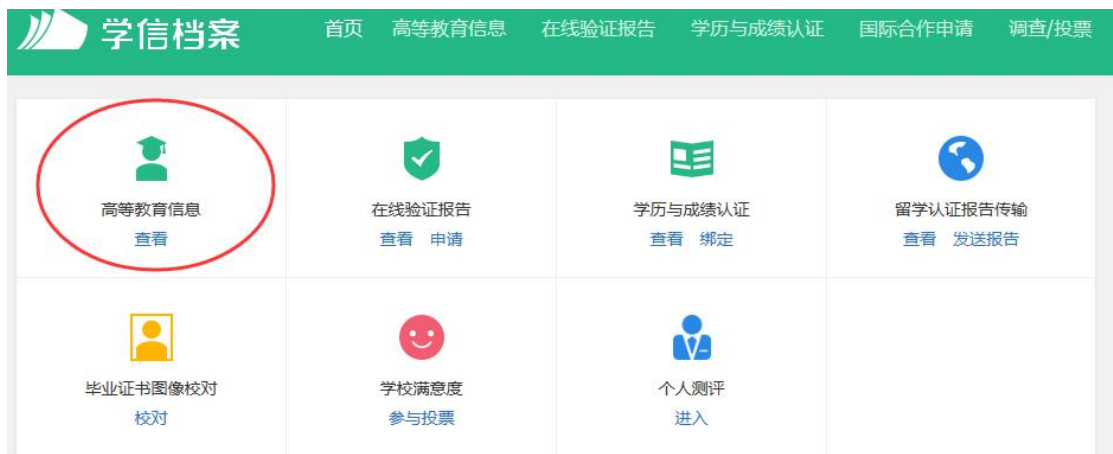 学信档案 首页 高等教育信息 在线验证报告 学历与成绩认证 国际合作申请 调查/投票
高等教育信息 在线验证报告 学历与成绩认证 留学认证报告传输
查看 查看 申请 查看 绑定 查看 发送报告
毕业证书图像校对 学校满意度 个人测评
校对 参与投票 进入